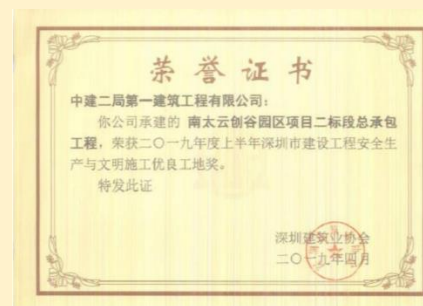 荣誉证书
中建二局第一建筑工程有限公司：
你公司承建的 南太云创谷园区项目二标段总承包
工程，荣获二〇一九年度上半年深圳市建设工程安全生
产与文明施工优良工地奖。
特发此证
深圳建筑业协会
二〇一九年四月